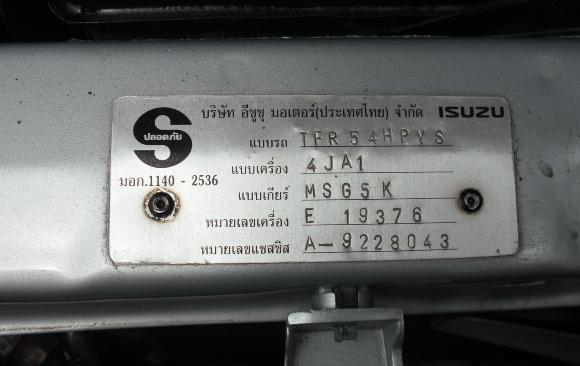 บริษัท อีซูซุ มอเตอร์(ประเทศไทย) จำกัด ISUZU
S
ปลอดภัย
มอก.1140 - 2536
แบบรถ TFR54HPYS
แบบเครื่อง 4JA1
แบบเกียร์ MSG5K
หมายเลขเครื่อง E 19376
หมายเลขแชสซิส A-9228043